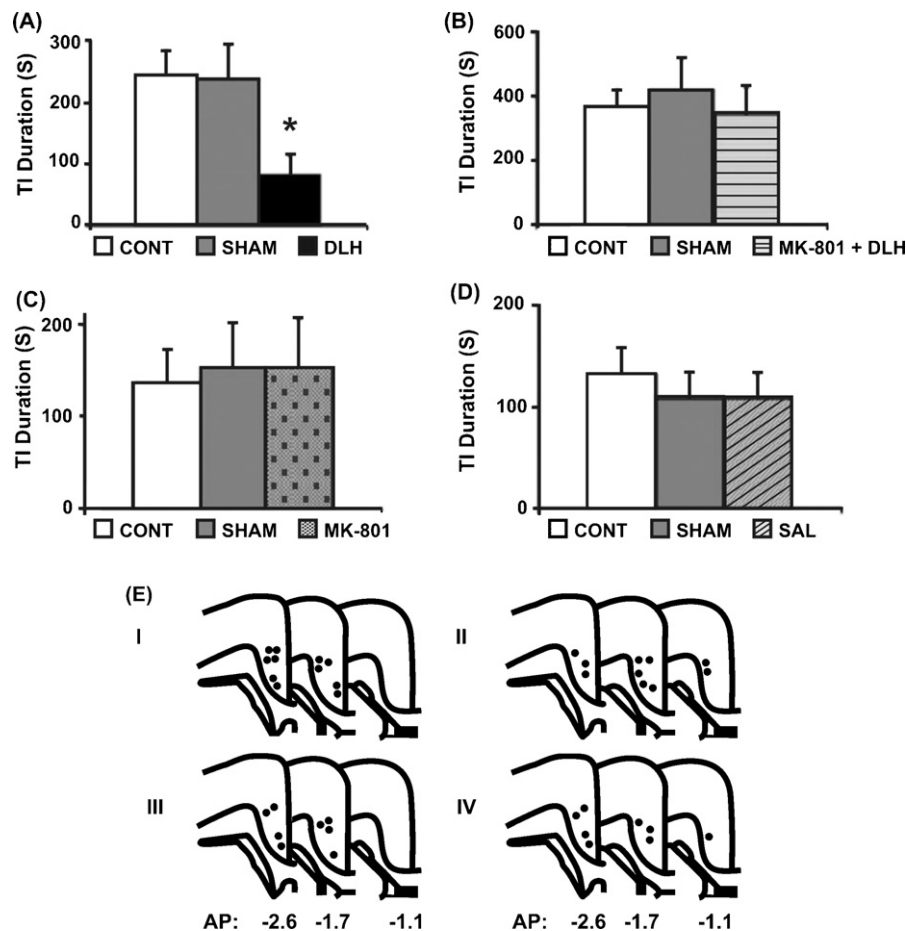 (A)
TI Duration (S)
300
200
100
0
*
CONT SHAM DLH
(B)
TI Duration (S)
600
400
200
0
CONT SHAM MK-801 + DLH
(C)
TI Duration (S)
200
100
0
CONT SHAM MK-801
(D)
TI Duration (S)
200
100
0
CONT SHAM SAL
(E)
I
II
III
IV
AP: -2.6 -1.7 -1.1
AP: -2.6 -1.7 -1.1